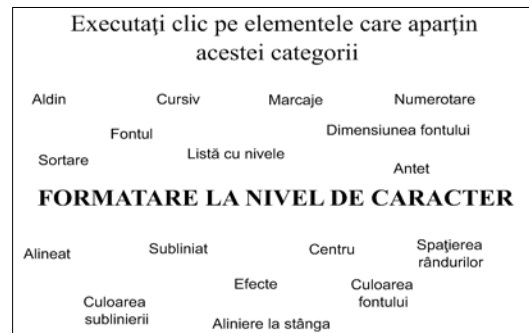 Executaţi clic pe elementele care aparţin
acestei categorii
Aldin Cursiv Marcaje Numerotare
Fontul Dimensiunea fontului
Sortare Listă cu nivele Antet
FORMATARE LA NIVEL DE CARACTER
Alineat Subliniat Centru Spaţierea
rândurilor
Efecte Culoarea
fontului
Culoarea
sublinierii
Aliniere la stânga